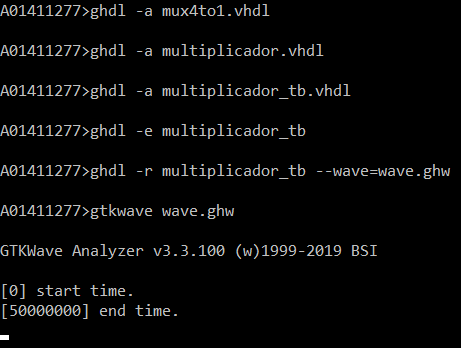 A01411277>ghdl -a mux4to1.vhdl
A01411277>ghdl -a multiplicador.vhdl
A01411277>ghdl -a multiplicador_tb.vhdl
A01411277>ghdl -e multiplicador_tb
A01411277>ghdl -r multiplicador_tb --wave=wave.ghw
A01411277>gtkwave wave.ghw
GTKWave Analyzer v3.3.100 (w)1999-2019 BSI
[0] start time.
[50000000] end time.